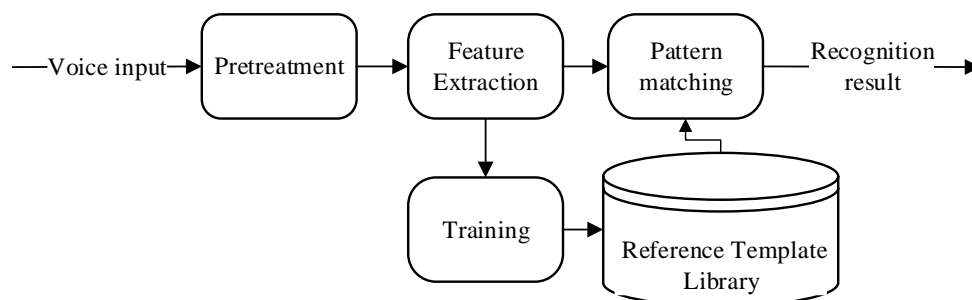 Voice input
Pretreatment
Feature
Extraction
Pattern
matching
Recognition
result
Training
Reference Template
Library